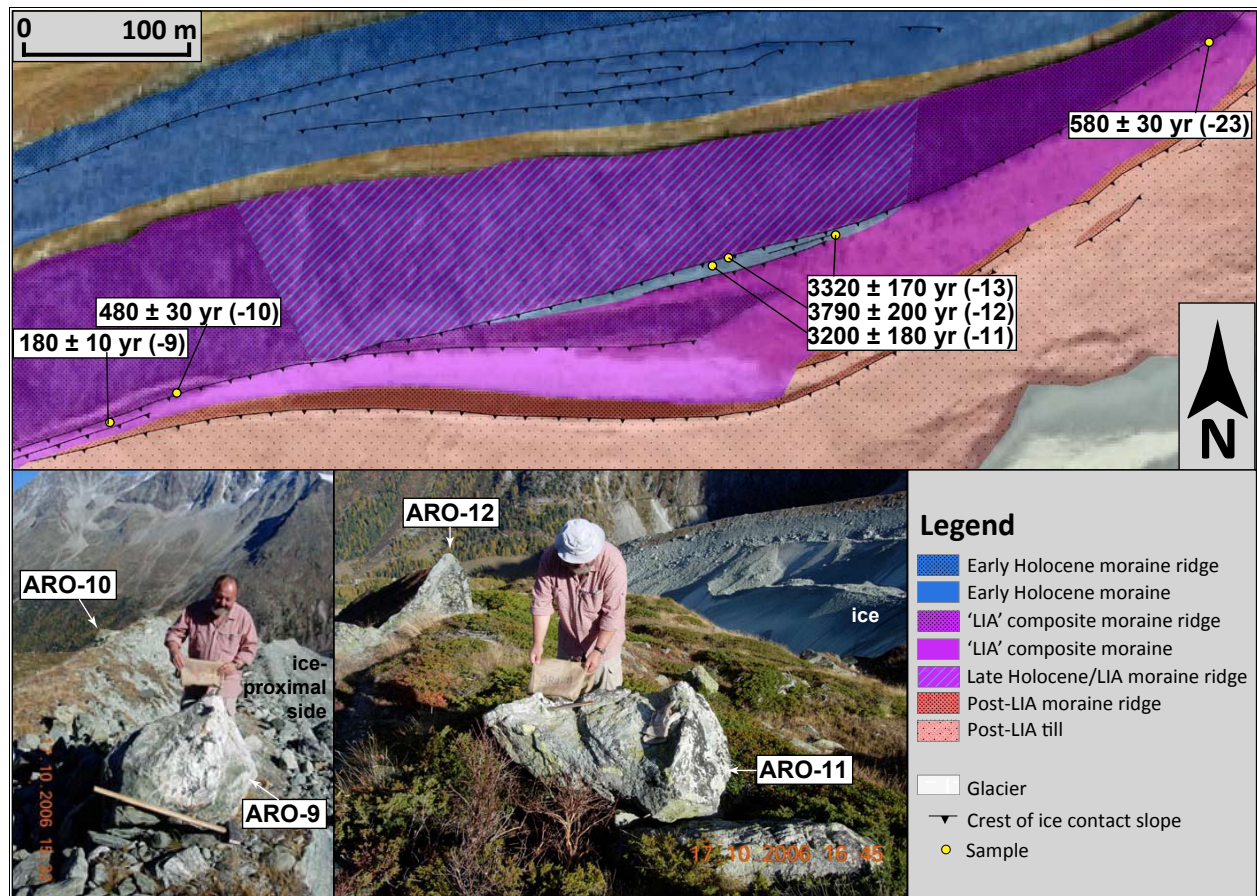 0 100 m
580 ± 30 yr (-23)
3320 ± 170 yr (-13)
3790 ± 200 yr (-12)
3200 ± 180 yr (-11)
480 ± 30 yr (-10)
180 ± 10 yr (-9)
N
ARO-10
ice-
proximal
side
ARO-9
ARO-12
ice
ARO-11
17 10 2006 16 45
Legend
Early Holocene moraine ridge
Early Holocene moraine
‘LIA’ composite moraine ridge
‘LIA’ composite moraine
Late Holocene/LIA moraine ridge
Post-LIA moraine ridge
Post-LIA till
Glacier
Crest of ice contact slope
Sample